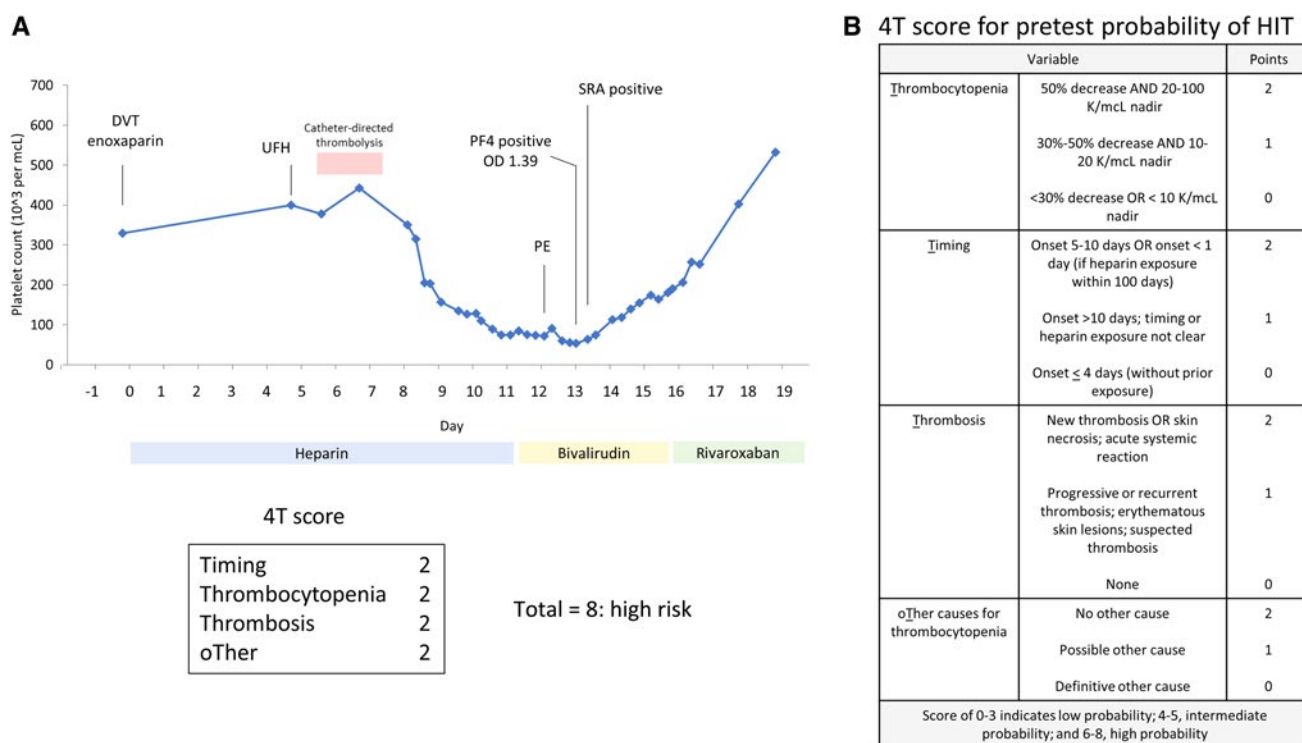 A
700
600
500
400
300
200
100
0
Platelet count (10^3 per mcL)
DVT
enoxaparin
UFH
Catheter-directed
thrombolysis
PE
PF4 positive
OD 1.39
SRA positive
-1 0 1 2 3 4 5 6 7 8 9 10 11 12 13 14 15 16 17 18 19
Day
Heparin Bivalirudin Rivaroxaban
4T score
Timing 2
Thrombocytopenia 2
Thrombosis 2
oTher 2
Total = 8: high risk
B 4T score for pretest probability of HIT
Variable Points
Thrombocytopenia 50% decrease AND 20-100 2
K/mcL nadir
30%-50% decrease AND 10- 1
20 K/mcL nadir
<30% decrease OR < 10 K/mcL 0
nadir
Timing Onset 5-10 days OR onset < 1 2
day (if heparin exposure
within 100 days)
Onset >10 days; timing or 1
heparin exposure not clear
Onset ≤ 4 days (without prior 0
exposure)
Thrombosis New thrombosis OR skin 2
necrosis; acute systemic
reaction
Progressive or recurrent 1
thrombosis; erythematous
skin lesions; suspected
thrombosis
None 0
oTher causes for No other cause 2
thrombocytopenia
Possible other cause 1
Definitive other cause 0
Score of 0-3 indicates low probability; 4-5, intermediate
probability; and 6-8, high probability